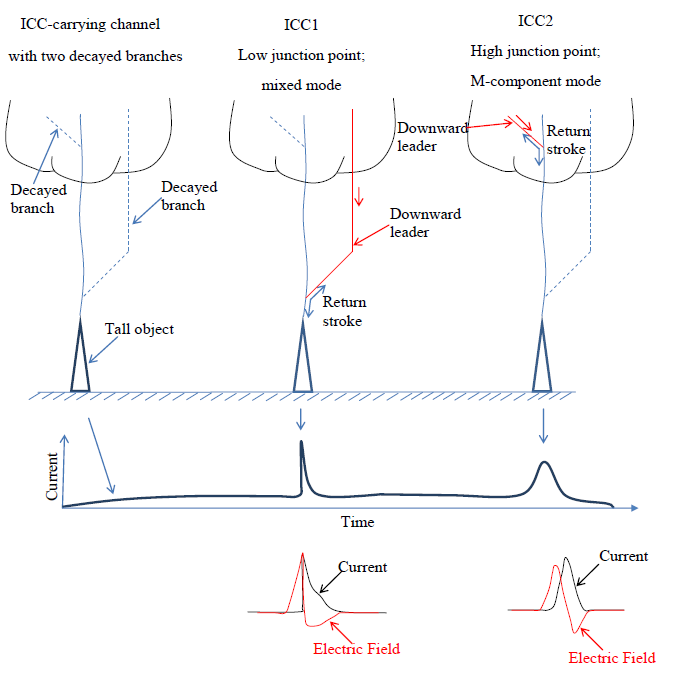 ICC-carrying channel
with two decayed branches
ICC1
Low junction point;
mixed mode
ICC2
High junction point;
M-component mode
Decayed
branch
Decayed
branch
Tall object
Downward
leader
Return
stroke
Downward
leader
Return
stroke
Current
Time
Current
Electric Field
Current
Electric Field